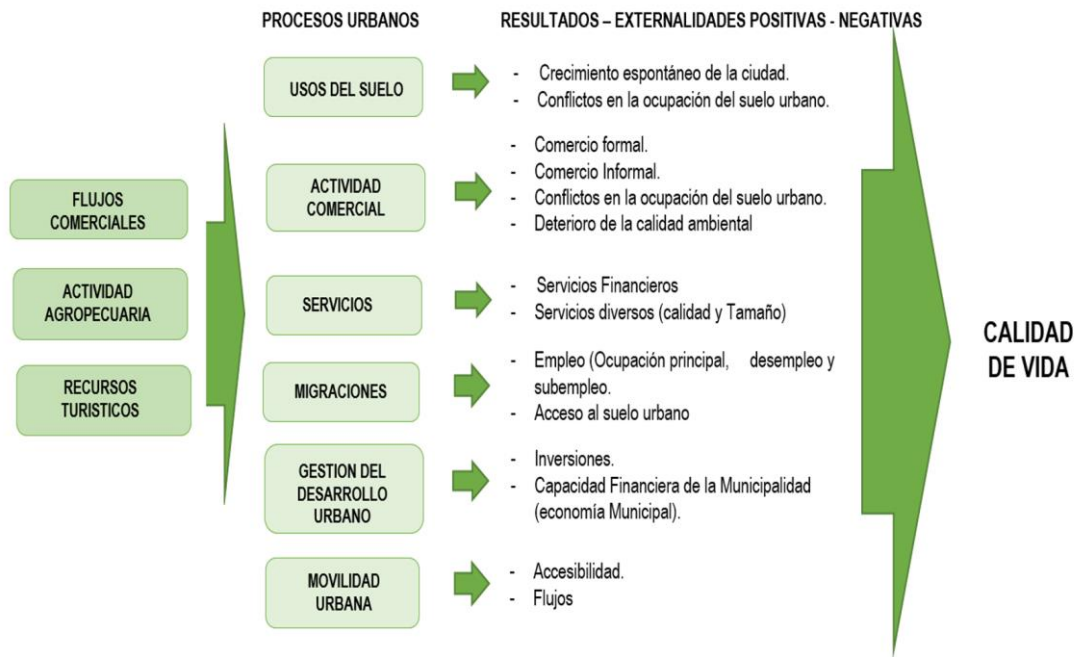 PROCESOS URBANOS
RESULTADOS – EXTERNALIDADES POSITIVAS - NEGATIVAS
FLUJOS
COMERCIALES
ACTIVIDAD
AGROPECUARIA
RECURSOS
TURISTICOS
USOS DEL SUELO
- Crecimiento espontáneo de la ciudad.
- Conflictos en la ocupación del suelo urbano.
ACTIVIDAD
COMERCIAL
- Comercio formal.
- Comercio Informal.
- Conflictos en la ocupación del suelo urbano.
- Deterioro de la calidad ambiental
SERVICIOS
- Servicios Financieros
- Servicios diversos (calidad y Tamaño)
MIGRACIONES
- Empleo (Ocupación principal, desempleo y
subempleo.
- Acceso al suelo urbano
GESTION DEL
DESARROLLO
URBANO
- Inversiones.
- Capacidad Financiera de la Municipalidad
(economía Municipal).
MOVILIDAD
URBANA
- Accesibilidad.
- Flujos
CALIDAD
DE VIDA